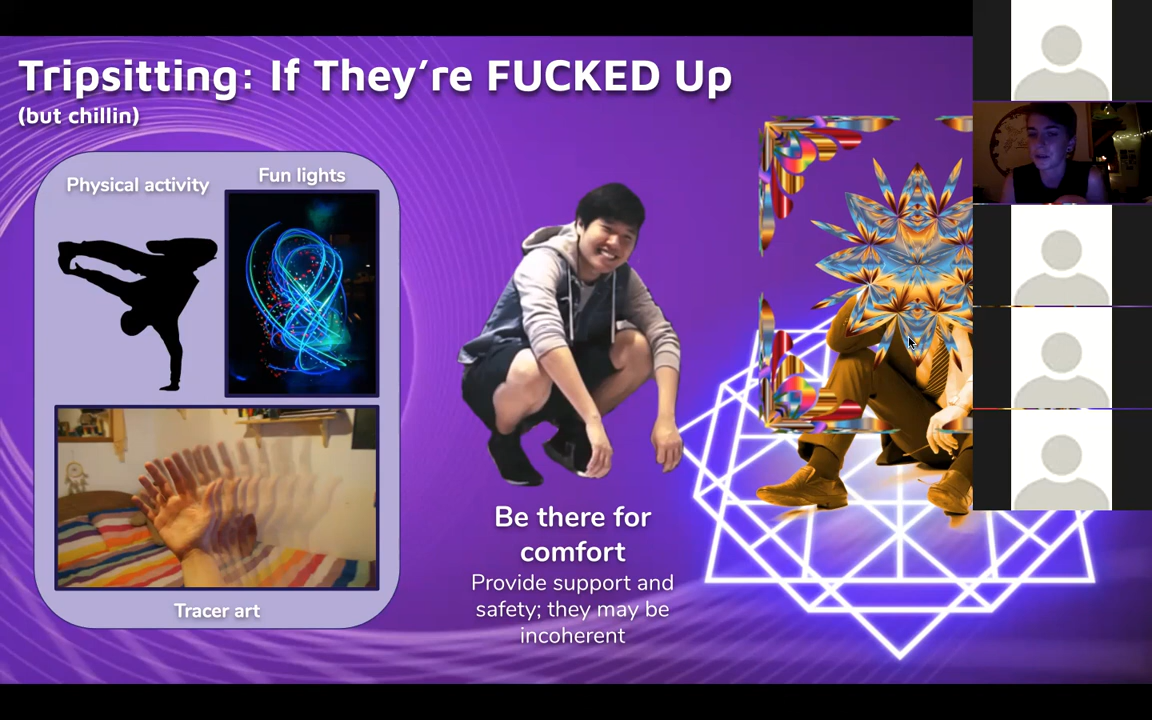 Tripsitting: If They’re FUCKED Up
(but chillin)
Physical activity
Fun lights
Tracer art
Be there for
comfort
Provide support and
safety; they may be
incoherent